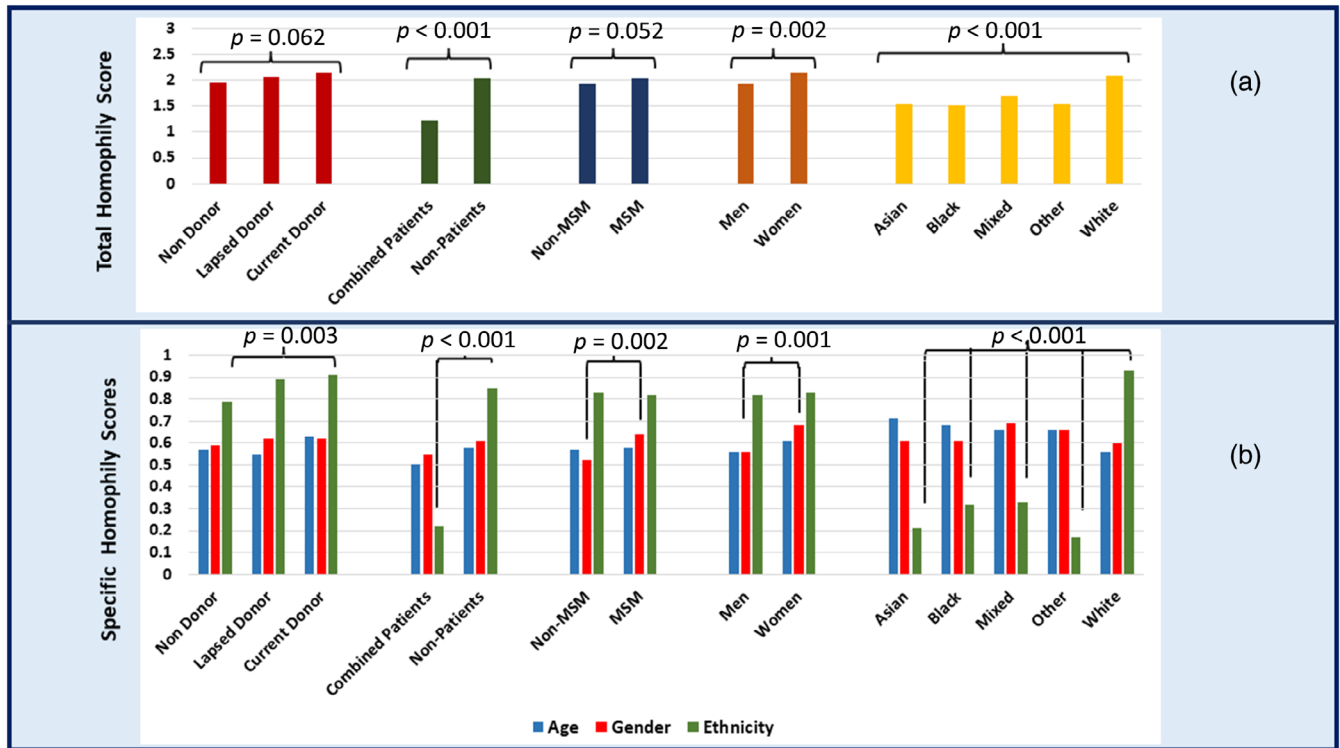 3
2.5
2
1.5
1
0.5
0
Total Homophily Score
p = 0.062
p < 0.001
p = 0.052
p = 0.002
p < 0.001
Non Donor
Lapsed Donor
Current Donor
Combined Patients
Non-Patients
Non-MSM
MSM
Men
Women
Asian
Black
Mixed
Other
White
(a)
1
0.9
0.8
0.7
0.6
0.5
0.4
0.3
0.2
0.1
0
Specific Homophily Scores
p = 0.003
p < 0.001
p = 0.002
p = 0.001
p < 0.001
Non Donor
Lapsed Donor
Current Donor
Combined Patients
Non-Patients
Non-MSM
MSM
Men
Women
Asian
Black
Mixed
Other
White
(b)
Age Gender Ethnicity